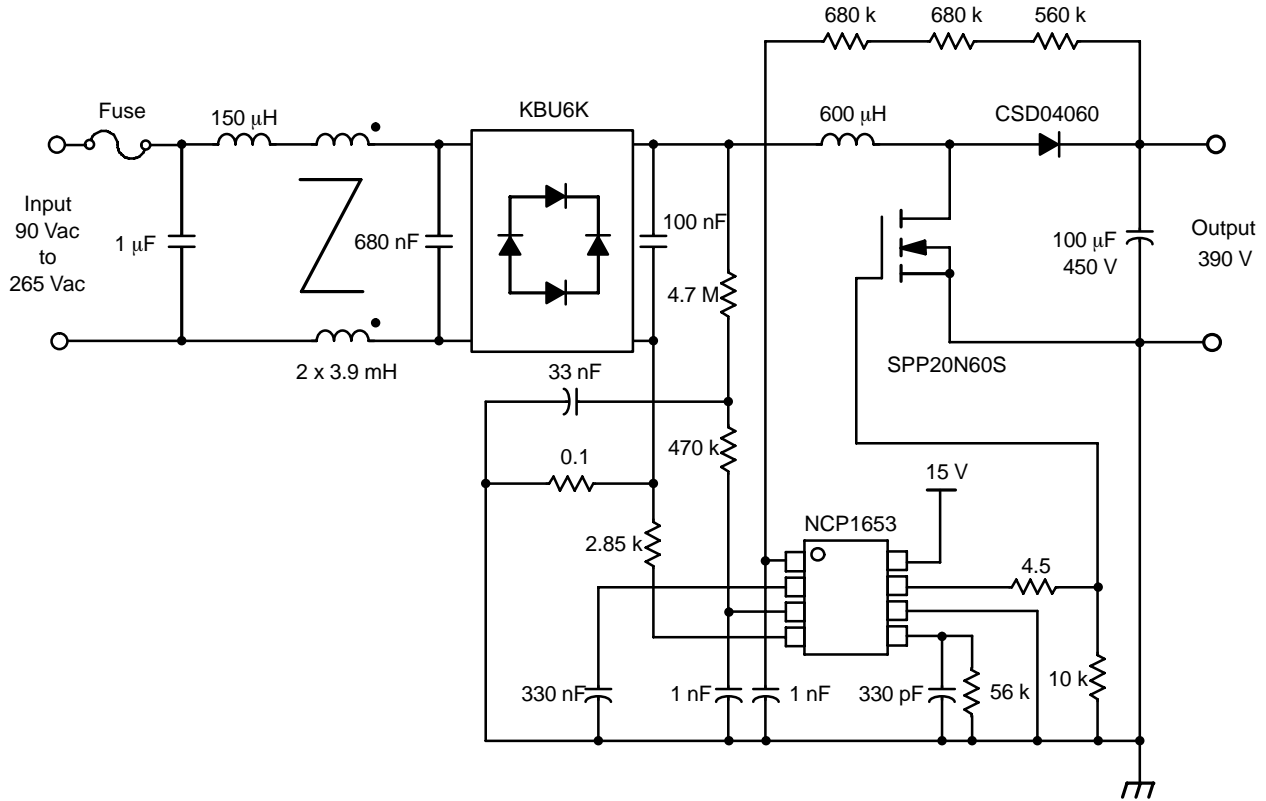 680 k
680 k
560 k
Fuse
150 μH
KBU6K
600 μH
CSD04060
Input
90 Vac
to
265 Vac
1 μF
680 nF
100 nF
100 μF
450 V
Output
390 V
4.7 M
2 x 3.9 mH
33 nF
SPP20N60S
470 k
0.1
15 V
2.85 k
NCP1653
4.5
330 nF
1 nF
1 nF
330 pF
56 k
10 k